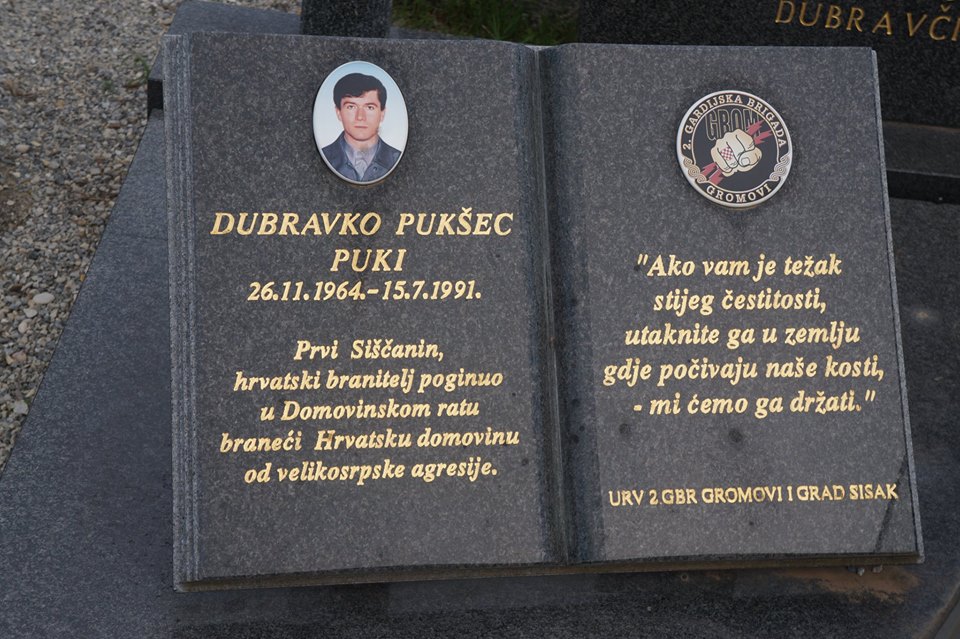 DUBRAVČI
DUBRAVKO PUKŠEC
PUKI
26.11.1964.-15.7.1991.
Prvi Siščanin,
hrvatski branitelj poginuo
u Domovinskom ratu
braneći Hrvatsku domovinu
od velikosrpske agresije.
2. GARDIJSKA BRIGADA
GROM
GROMOVI
"Ako vam je težak
stijeg čestitosti,
utaknite ga u zemlju
gdje počivaju naše kosti,
- mi ćemo ga držati."
URV 2.GBR GROMOVI I GRAD SISAK